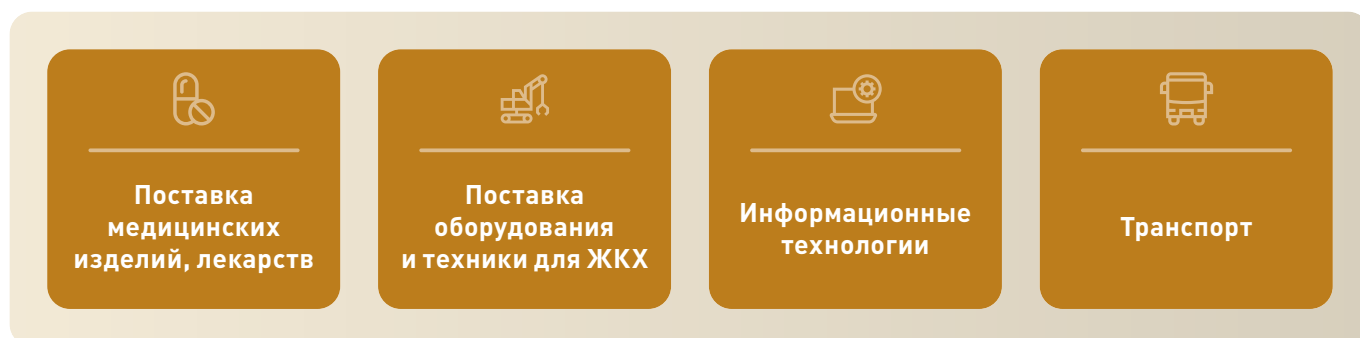 Поставка
медицинских
изделий, лекарств
Поставка
оборудования
и техники для ЖКХ
Информационные
технологии
Транспорт